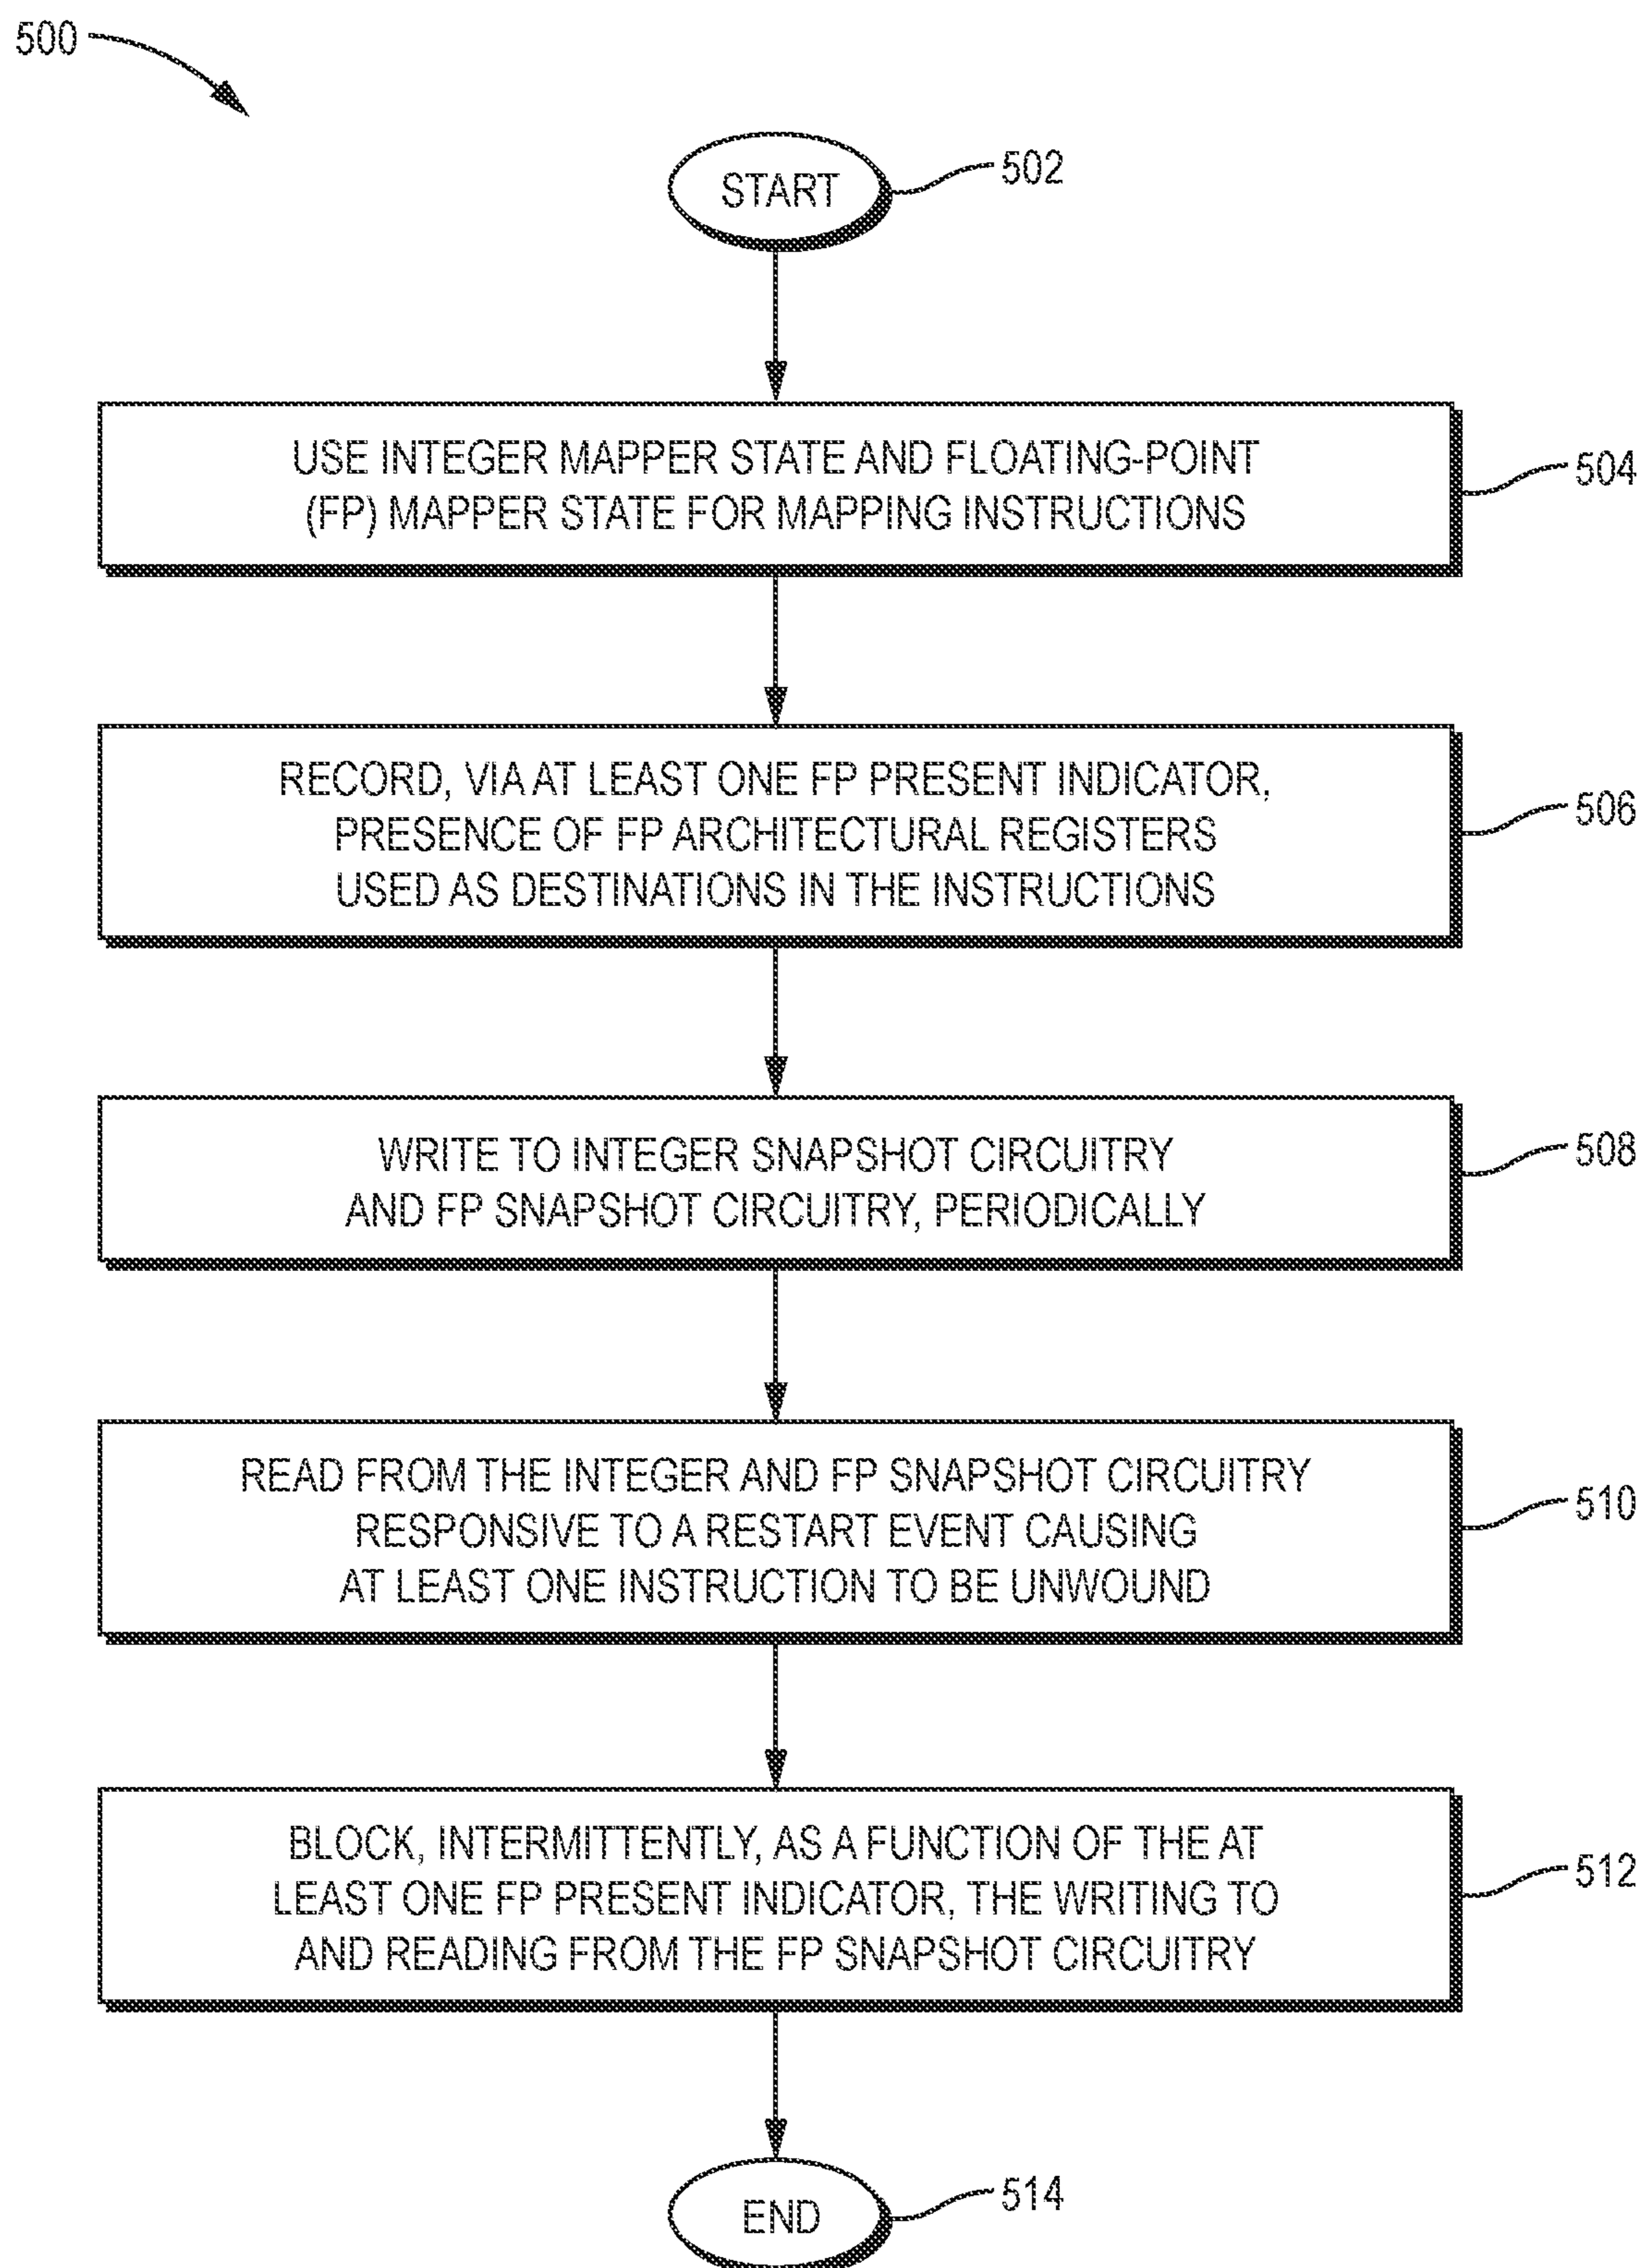 500
START
502
USE INTEGER MAPPER STATE AND FLOATING-POINT
(FP) MAPPER STATE FOR MAPPING INSTRUCTIONS
504
RECORD, VIA AT LEAST ONE FP PRESENT INDICATOR,
PRESENCE OF FP ARCHITECTURAL REGISTERS
USED AS DESTINATIONS IN THE INSTRUCTIONS
506
WRITE TO INTEGER SNAPSHOT CIRCUITRY
AND FP SNAPSHOT CIRCUITRY, PERIODICALLY
508
READ FROM THE INTEGER AND FP SNAPSHOT CIRCUITRY
RESPONSIVE TO A RESTART EVENT CAUSING
AT LEAST ONE INSTRUCTION TO BE UNWOUND
510
BLOCK, INTERMITTENTLY, AS A FUNCTION OF THE AT
LEAST ONE FP PRESENT INDICATOR, THE WRITING TO
AND READING FROM THE FP SNAPSHOT CIRCUITRY
512
END
514